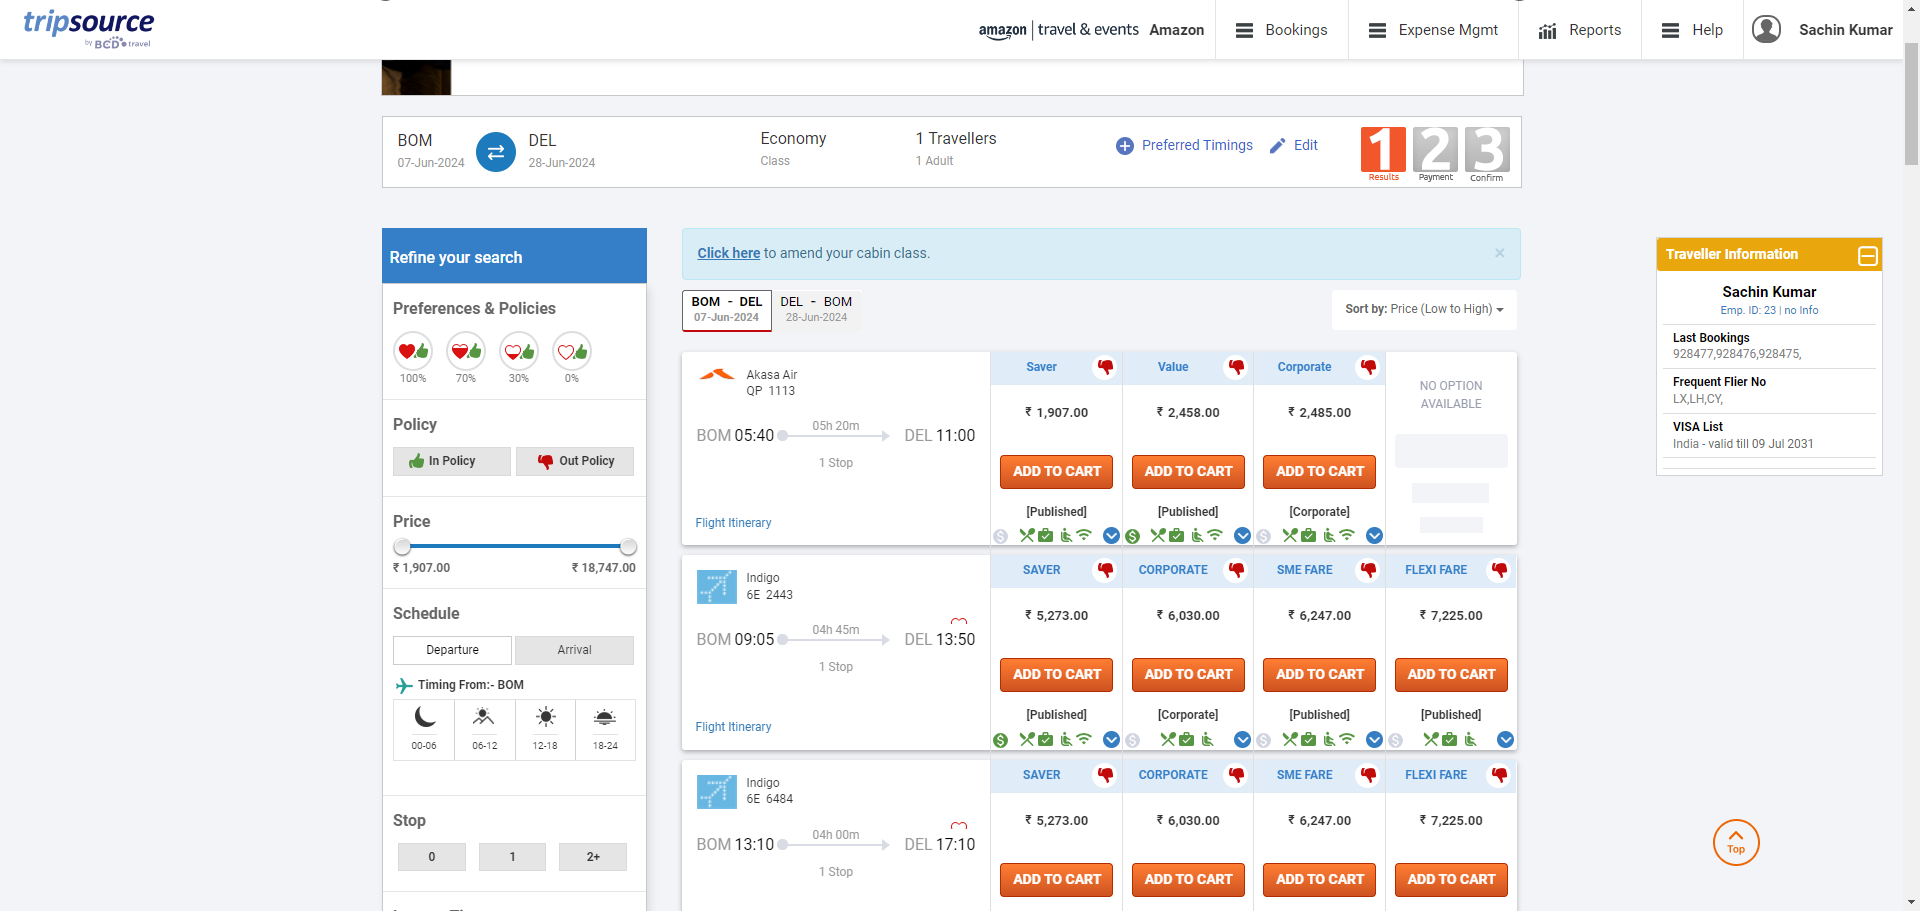 tripsource
by BCD travel
amazon | travel & events Amazon
Bookings
Expense Mgmt
Reports
Help
Sachin Kumar
BOM
07-Jun-2024
DEL
28-Jun-2024
Economy
Class
1 Travellers
1 Adult
Preferred Timings
Edit
1
Results
2
Payment
3
Confirm
Refine your search
Preferences & Policies
100% 70% 30% 0%
Policy
In Policy Out Policy
Price
₹ 1,907.00 ₹ 18,747.00
Schedule
Departure Arrival
Timing From:- BOM
00-06 06-12 12-18 18-24
Stop
0 1 2+
Click here to amend your cabin class. ×
BOM - DEL
07-Jun-2024
DEL - BOM
28-Jun-2024
Sort by: Price (Low to High)
Akasa Air
QP 1113
BOM 05:40
05h 20m
DEL 11:00
1 Stop
Flight Itinerary
Saver
₹ 1,907.00
ADD TO CART
[Published]
Value
₹ 2,458.00
ADD TO CART
[Published]
Corporate
₹ 2,485.00
ADD TO CART
[Corporate]
NO OPTION
AVAILABLE
Indigo
6E 2443
BOM 09:05
04h 45m
DEL 13:50
1 Stop
Flight Itinerary
SAVER
₹ 5,273.00
ADD TO CART
[Published]
CORPORATE
₹ 6,030.00
ADD TO CART
[Corporate]
SME FARE
₹ 6,247.00
ADD TO CART
[Published]
FLEXI FARE
₹ 7,225.00
ADD TO CART
[Published]
Indigo
6E 6484
BOM 13:10
04h 00m
DEL 17:10
1 Stop
SAVER
₹ 5,273.00
ADD TO CART
CORPORATE
₹ 6,030.00
ADD TO CART
SME FARE
₹ 6,247.00
ADD TO CART
FLEXI FARE
₹ 7,225.00
ADD TO CART
Traveller Information
Sachin Kumar
Emp. ID: 23 | no Info
Last Bookings
928477,928476,928475,
Frequent Flier No
LX,LH,CY,
VISA List
India - valid till 09 Jul 2031
Top